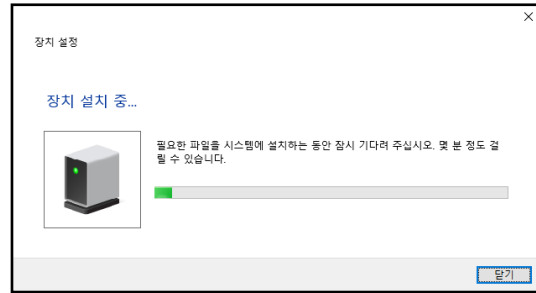 장치 설정
장치 설치 중...
필요한 파일을 시스템에 설치하는 동안 잠시 기다려 주십시오. 몇 분 정도 걸
릴 수 있습니다.
닫기